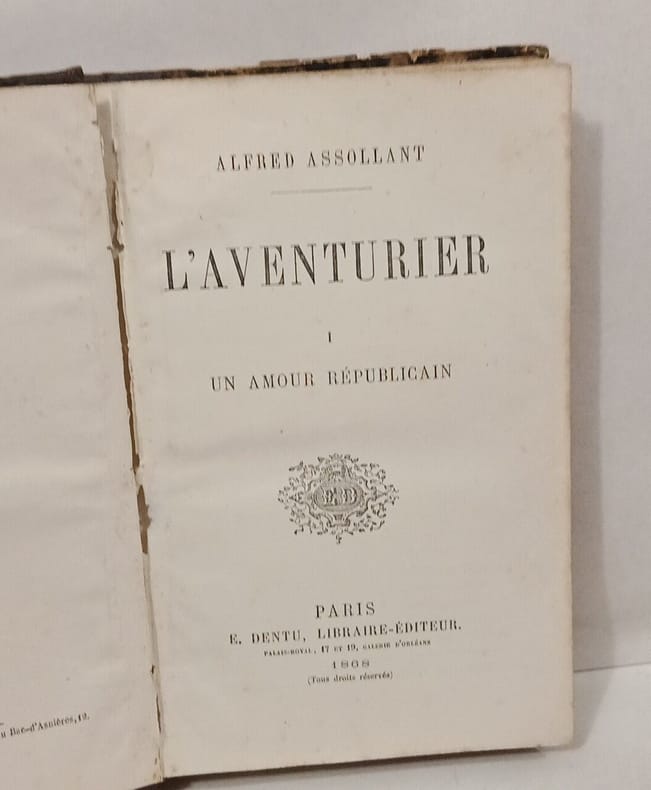 u Bac-d'Asnières, 12.
ALFRED ASSOLLANT
L'AVENTURIER
I
UN AMOUR RÉPUBLICAIN
E D
PARIS
E. DENTU, LIBRAIRE-ÉDITEUR.
PALAIS-ROYAL, 17 ET 19, GALERIE D'ORLÉANS
1868
(Tous droits réservés)